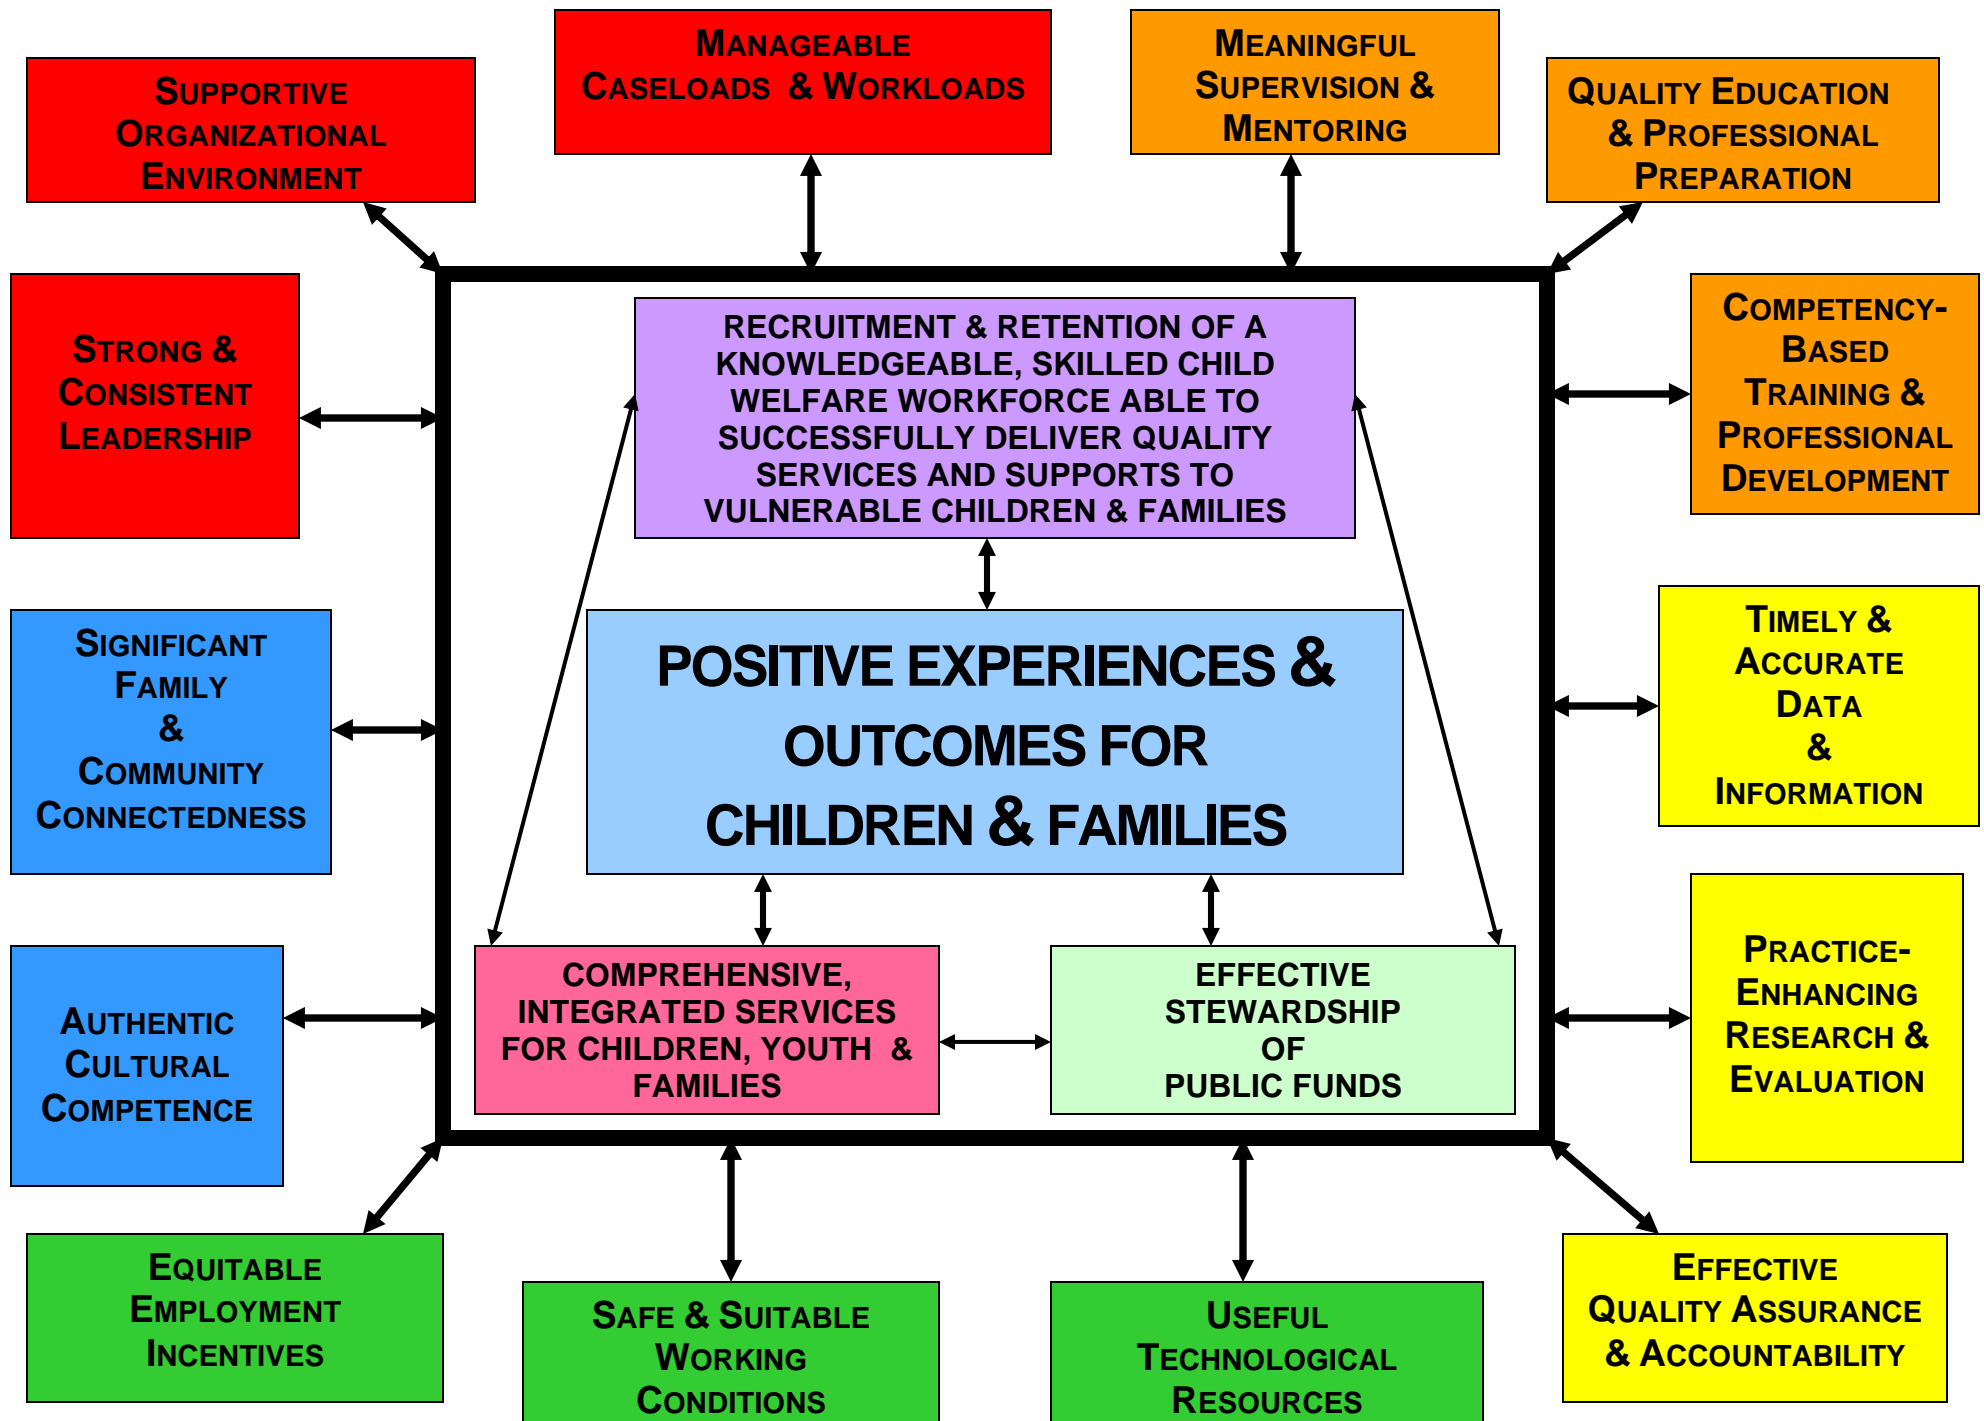 MANAGEABLE
CASELOADS & WORKLOADS
MEANINGFUL
SUPERVISION &
MENTORING
SUPPORTIVE
ORGANIZATIONAL
ENVIRONMENT
QUALITY EDUCATION
& PROFESSIONAL
PREPARATION
STRONG &
CONSISTENT
LEADERSHIP
RECRUITMENT & RETENTION OF A
KNOWLEDGEABLE, SKILLED CHILD
WELFARE WORKFORCE ABLE TO
SUCCESSFULLY DELIVER QUALITY
SERVICES AND SUPPORTS TO
VULNERABLE CHILDREN & FAMILIES
COMPETENCY-
BASED
TRAINING &
PROFESSIONAL
DEVELOPMENT
SIGNIFICANT
FAMILY
&
COMMUNITY
CONNECTEDNESS
POSITIVE EXPERIENCES &
OUTCOMES FOR
CHILDREN & FAMILIES
TIMELY &
ACCURATE
DATA
&
INFORMATION
AUTHENTIC
CULTURAL
COMPETENCE
COMPREHENSIVE,
INTEGRATED SERVICES
FOR CHILDREN, YOUTH &
FAMILIES
EFFECTIVE
STEWARDSHIP
OF
PUBLIC FUNDS
PRACTICE-
ENHANCING
RESEARCH &
EVALUATION
EQUITABLE
EMPLOYMENT
INCENTIVES
SAFE & SUITABLE
WORKING
CONDITIONS
USEFUL
TECHNOLOGICAL
RESOURCES
EFFECTIVE
QUALITY ASSURANCE
& ACCOUNTABILITY